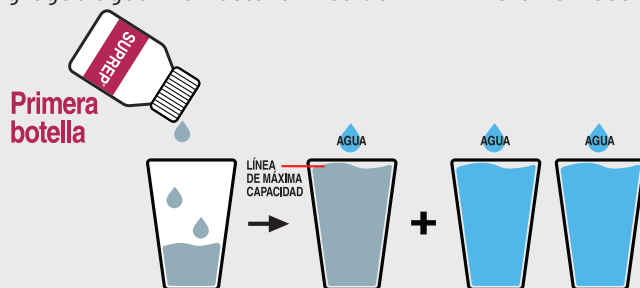 SUPREP
Primera
botella
AGUA
AGUA
AGUA
LÍNEA
DE MÁXIMA
CAPACIDAD